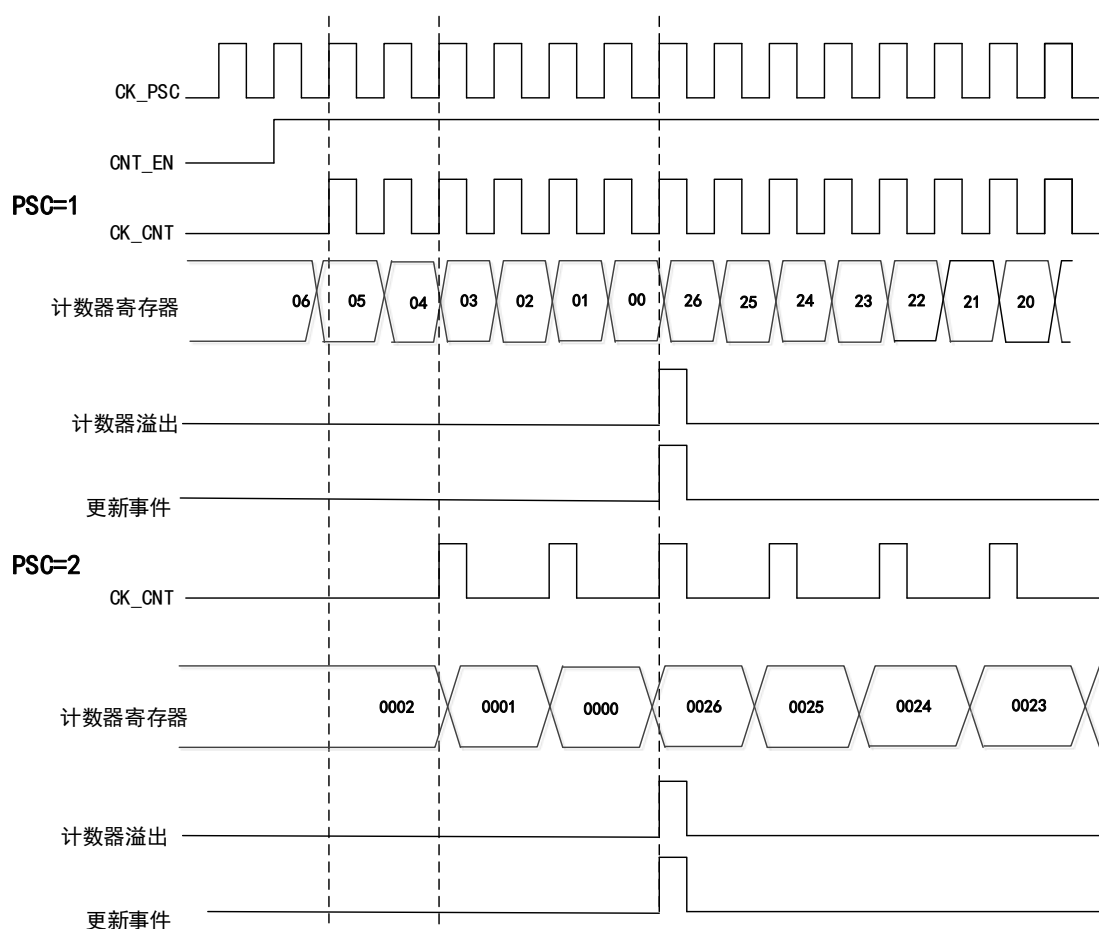 CK_PSC
CNT_EN
PSC=1
CK_CNT
计数器寄存器 06 05 04 03 02 01 00 26 25 24 23 22 21 20
计数器溢出
更新事件
PSC=2
CK_CNT
计数器寄存器 0002 0001 0000 0026 0025 0024 0023
计数器溢出
更新事件